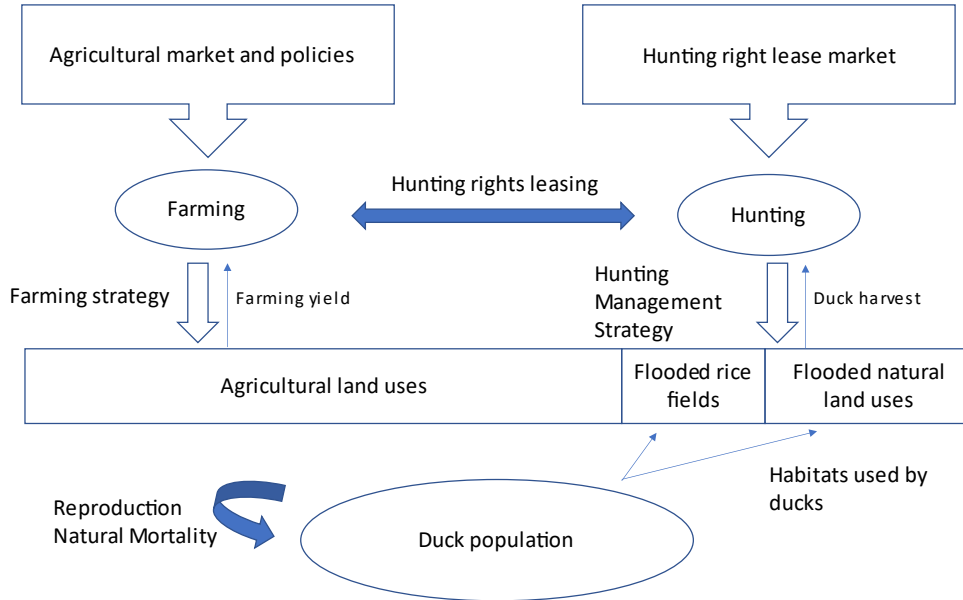 Agricultural market and policies
Hunting right lease market
Hunting rights leasing
Farming
Hunting
Farming strategy
Farming yield
Hunting
Management
Strategy
Duck harvest
Agricultural land uses
Flooded rice
fields
Flooded natural
land uses
Habitats used by
ducks
Reproduction
Natural Mortality
Duck population